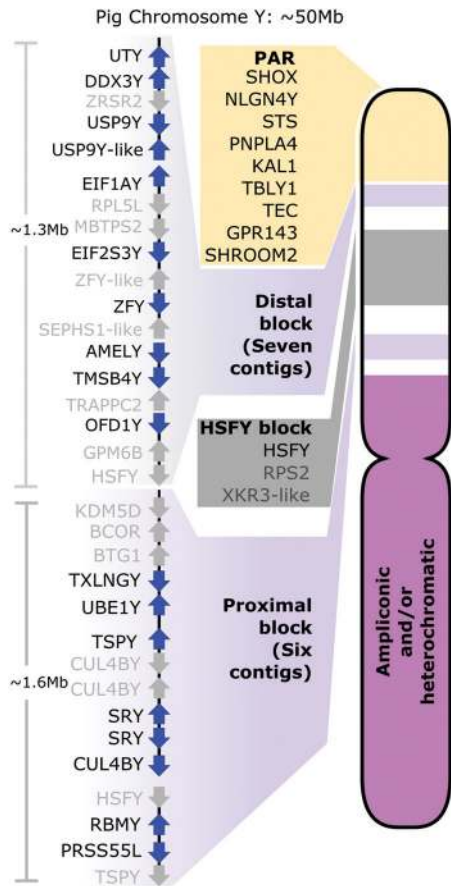 Pig Chromosome Y: ~50Mb
UTY
DDX3Y
ZRSR2
USP9Y
USP9Y-like
EIF1AY
RPL5L
MBTPS2
EIF2S3Y
ZFY-like
ZFY
SEPHS1-like
AMELY
TMSB4Y
TRAPPC2
OFD1Y
GPM6B
HSFY
~1.3Mb
KDM5D
BCOR
BTG1
TXLNGY
UBE1Y
TSPY
CUL4BY
CUL4BY
SRY
SRY
CUL4BY
HSFY
RBMY
PRSS55L
TSPY
~1.6Mb
PAR
SHOX
NLGN4Y
STS
PNPLA4
KAL1
TBLY1
TEC
GPR143
SHROOM2
Distal
block
(Seven
contigs)
HSFY block
HSFY
RPS2
XKR3-like
Proximal
block
(Six
contigs)
Ampliconic
and/or
heterochromatic